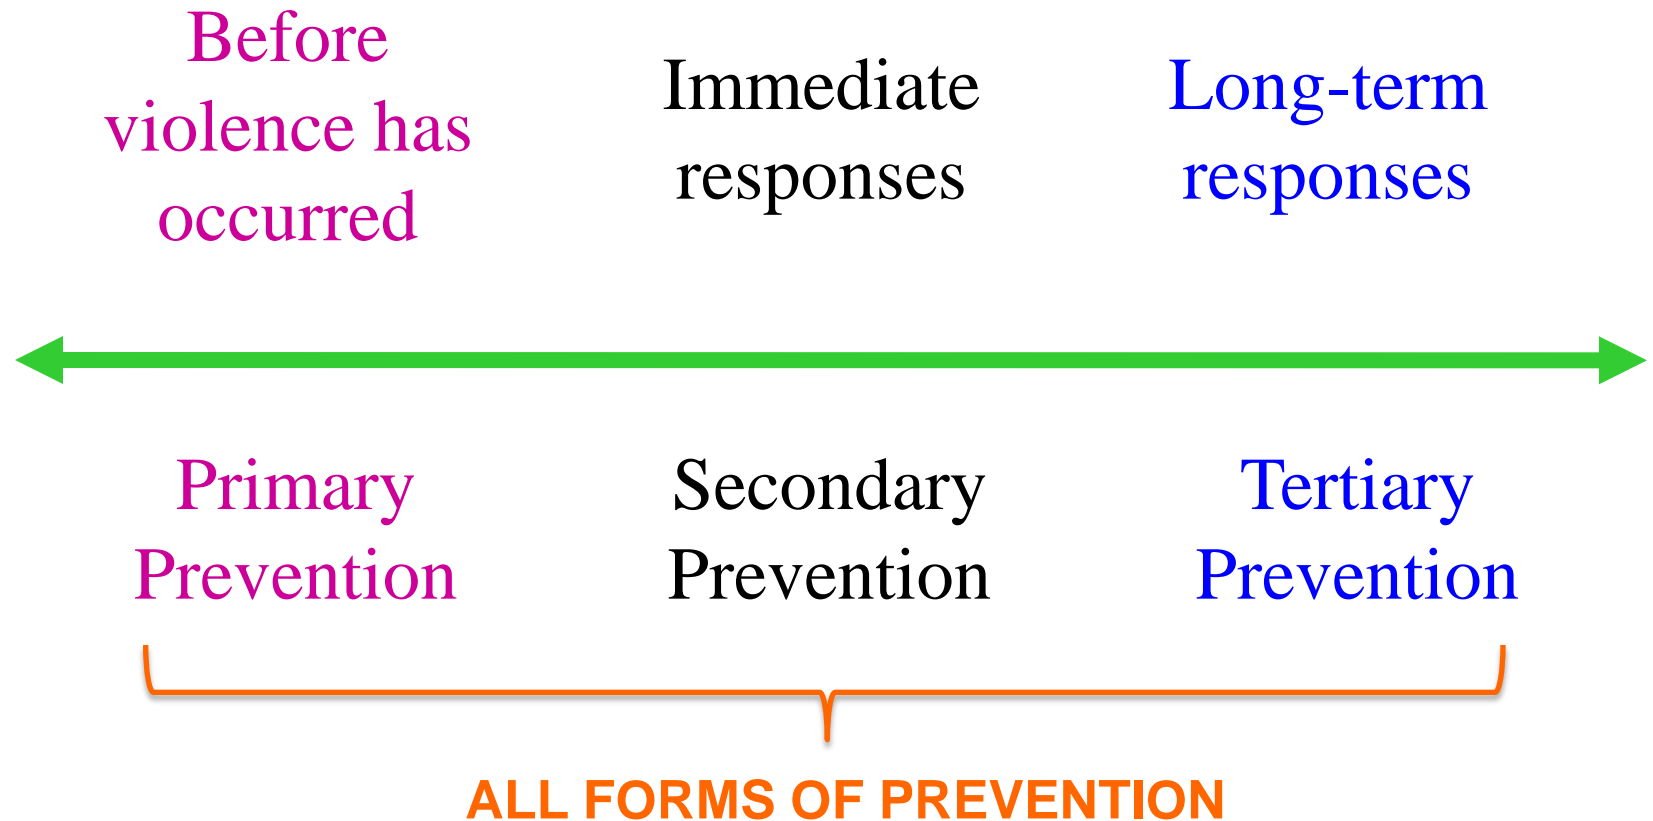 Before
violence has
occurred
Immediate
responses
Long-term
responses
Primary
Prevention
Secondary
Prevention
Tertiary
Prevention
ALL FORMS OF PREVENTION